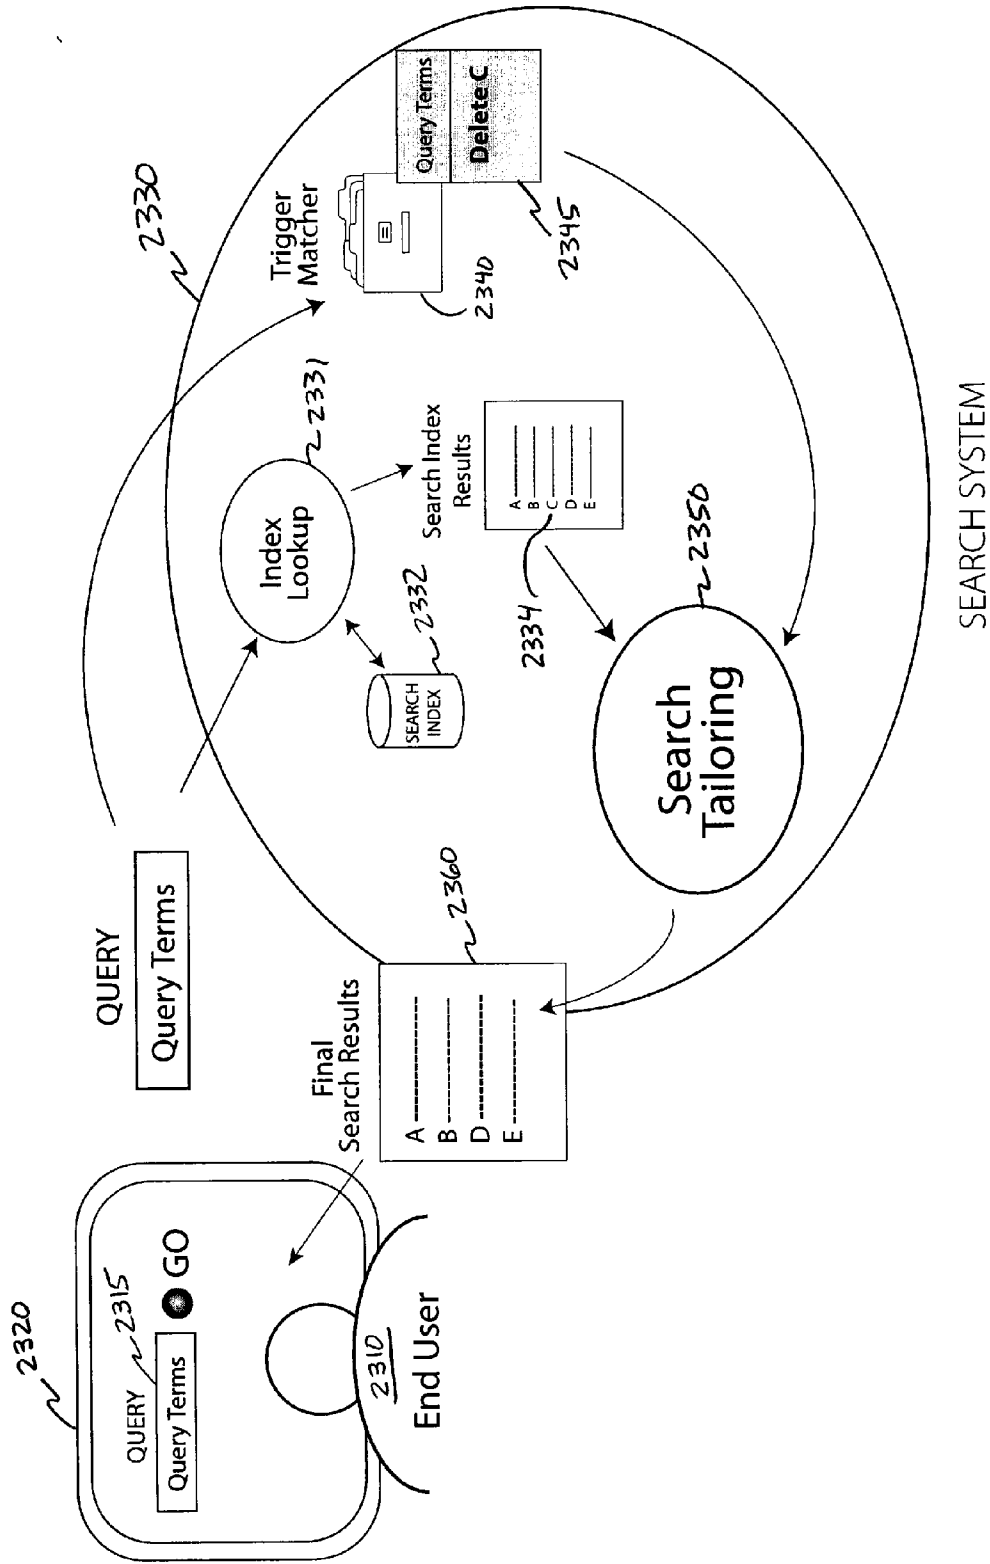 2320
QUERY
2315
Query Terms
GO
2310
End User
QUERY
Query Terms
Final
Search Results
A
B
D
E
2360
2330
Index
Lookup
2331
SEARCH
INDEX
2332
Search Index
Results
A
B
C
D
E
2334
Trigger
Matcher
2340
Query Terms
Delete C
2345
Search
Tailoring
2350
SEARCH SYSTEM